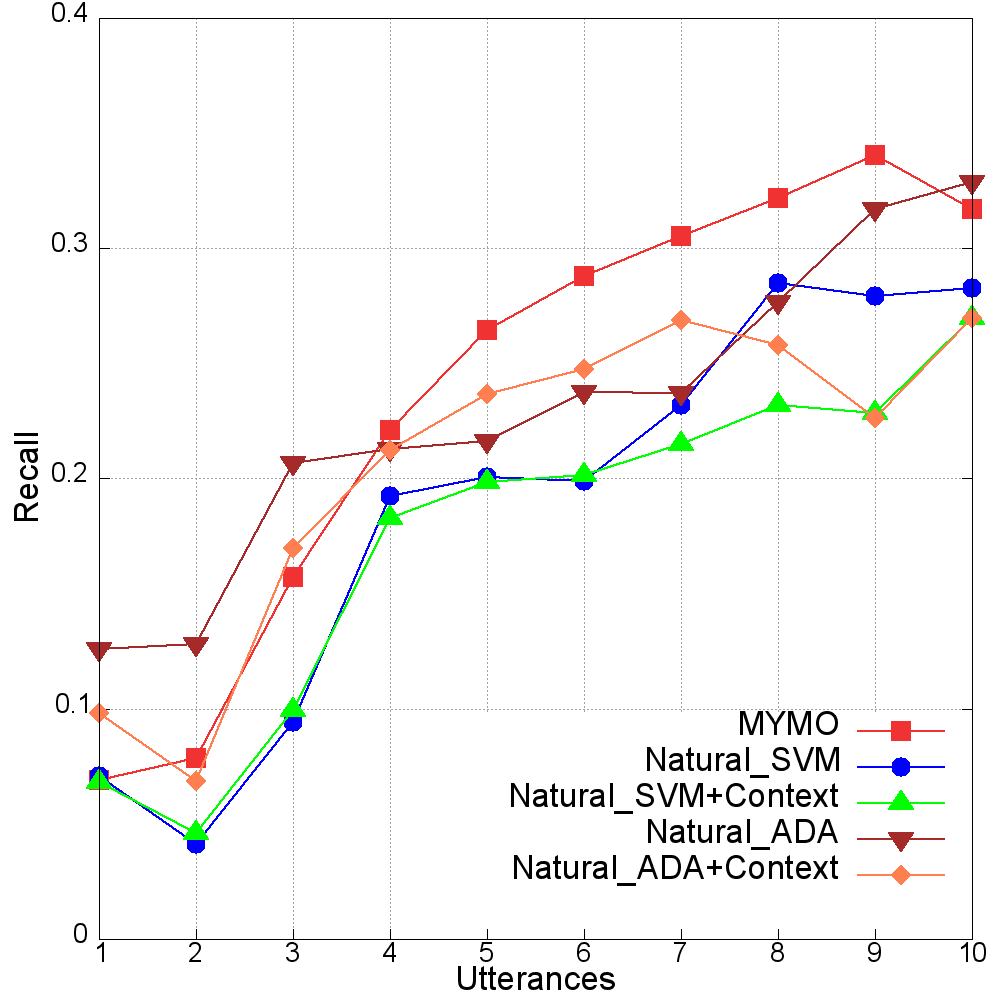 0.4
0.3
0.2
0.1
0
Recall
MYMO
Natural_SVM
Natural_SVM+Context
Natural_ADA
Natural_ADA+Context
1 2 3 4 5 6 7 8 9 10
Utterances